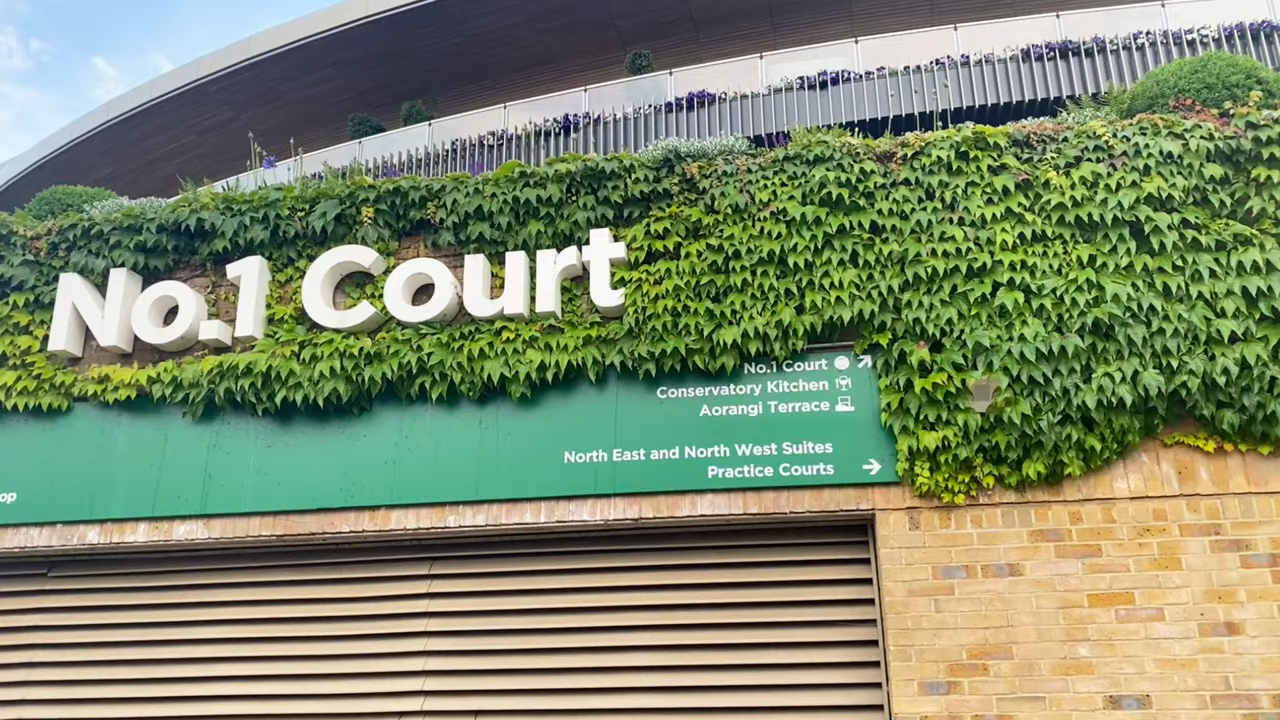 No.1 Court
No.1 Court
Conservatory Kitchen
Aorangi Terrace
North East and North West Suites
Practice Courts